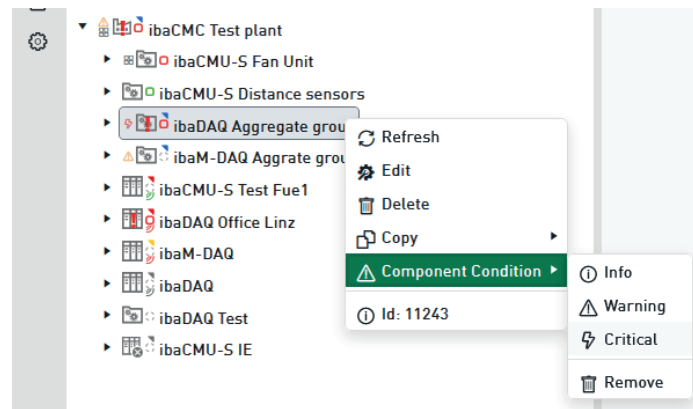 ibaCMC Test plant
ibaCMU-S Fan Unit
ibaCMU-S Distance sensors
ibaDAQ Aggregate grou
ibaM-DAQ Aggrate grou
ibaCMU-S Test Fue1
ibaDAQ Office Linz
ibaM-DAQ
ibaDAQ
ibaDAQ Test
ibaCMU-S IE
Refresh
Edit
Delete
Copy
Component Condition
Id: 11243
Info
Warning
Critical
Remove